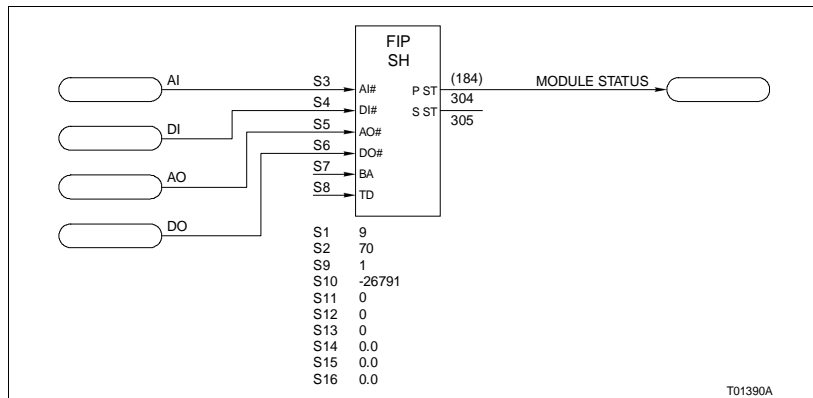 FIP
SH
AI S3 AI# P ST (184) MODULE STATUS
304
DI S4 DI# S ST
305
AO S5 AO#
DO S6 DO#
S7 BA
S8 TD
S1 9
S2 70
S9 1
S10 -26791
S11 0
S12 0
S13 0
S14 0.0
S15 0.0
S16 0.0
T01390A